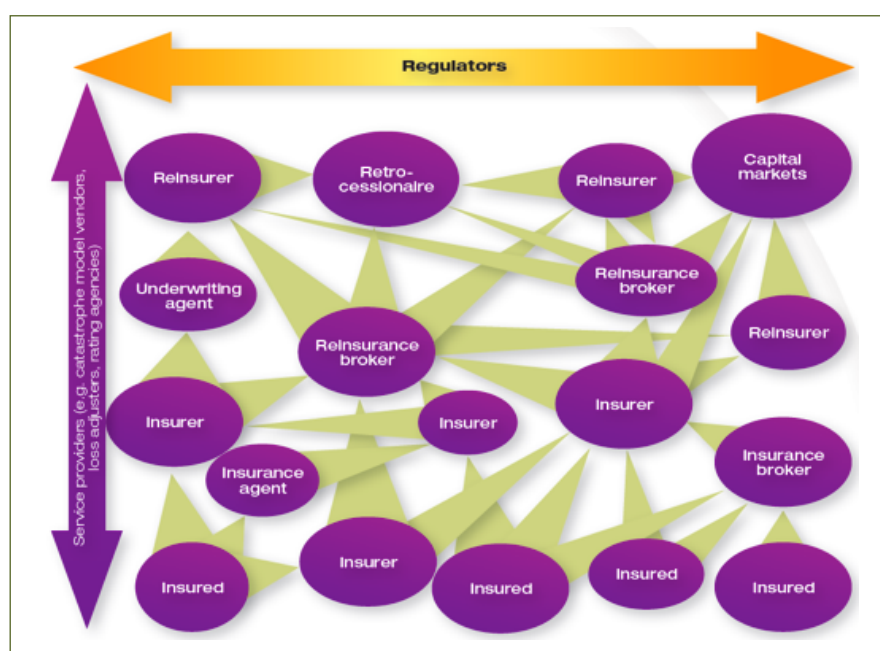 Regulators
Service providers (e.g. catastrophe model vendors,
loss adjusters, rating agencies)
Reinsurer
Retro-
cessionaire
Reinsurer
Capital
markets
Underwriting
agent
Reinsurance
broker
Reinsurance
broker
Reinsurer
Insurer
Insurer
Insurer
Insurance
agent
Insurance
broker
Insured
Insurer
Insured
Insured
Insured